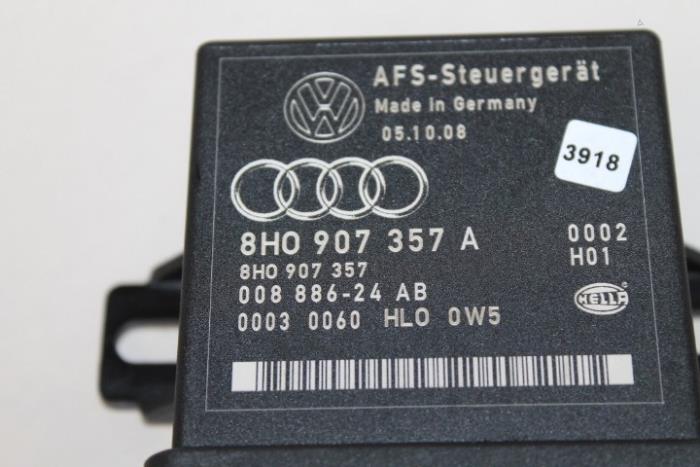 AFS-Steuergerät
Made in Germany
05.10.08
3918
8H0 907 357 A
0002
8H0 907 357
H01
008 886-24 AB
HELLA
0003 0060 HLO 0W5